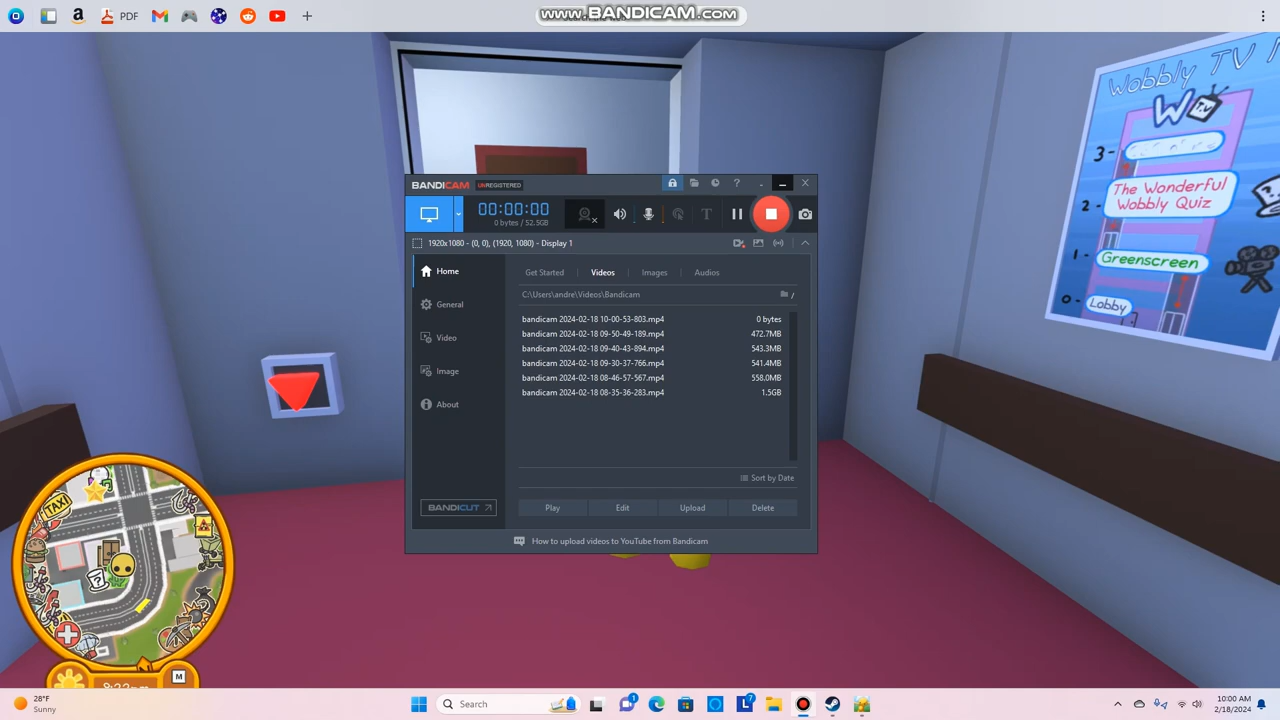 PDF
WWW.BANDICAM.COM
BANDICAM UNREGISTERED
00:00:00
0 bytes / 52.5GB
1920x1080 - (0, 0), (1920, 1080) - Display 1
Home
General
Video
Image
About
BANDICUT
Get Started Videos Images Audios
C:\Users\andre\Videos\Bandicam
bandicam 2024-02-18 10-00-53-803.mp4 0 bytes
bandicam 2024-02-18 09-50-49-189.mp4 472.7MB
bandicam 2024-02-18 09-40-43-894.mp4 543.3MB
bandicam 2024-02-18 09-30-37-766.mp4 541.4MB
bandicam 2024-02-18 08-46-57-567.mp4 558.0MB
bandicam 2024-02-18 08-35-36-283.mp4 1.5GB
Sort by Date
Play Edit Upload Delete
How to upload videos to YouTube from Bandicam
Wobbly TV
W TV
3 -
The Wonderful
2 - Wobbly Quiz
1 - Greenscreen
0 - Lobby
TAXI
M
28°F
Sunny
Search
10:00 AM
2/18/2024